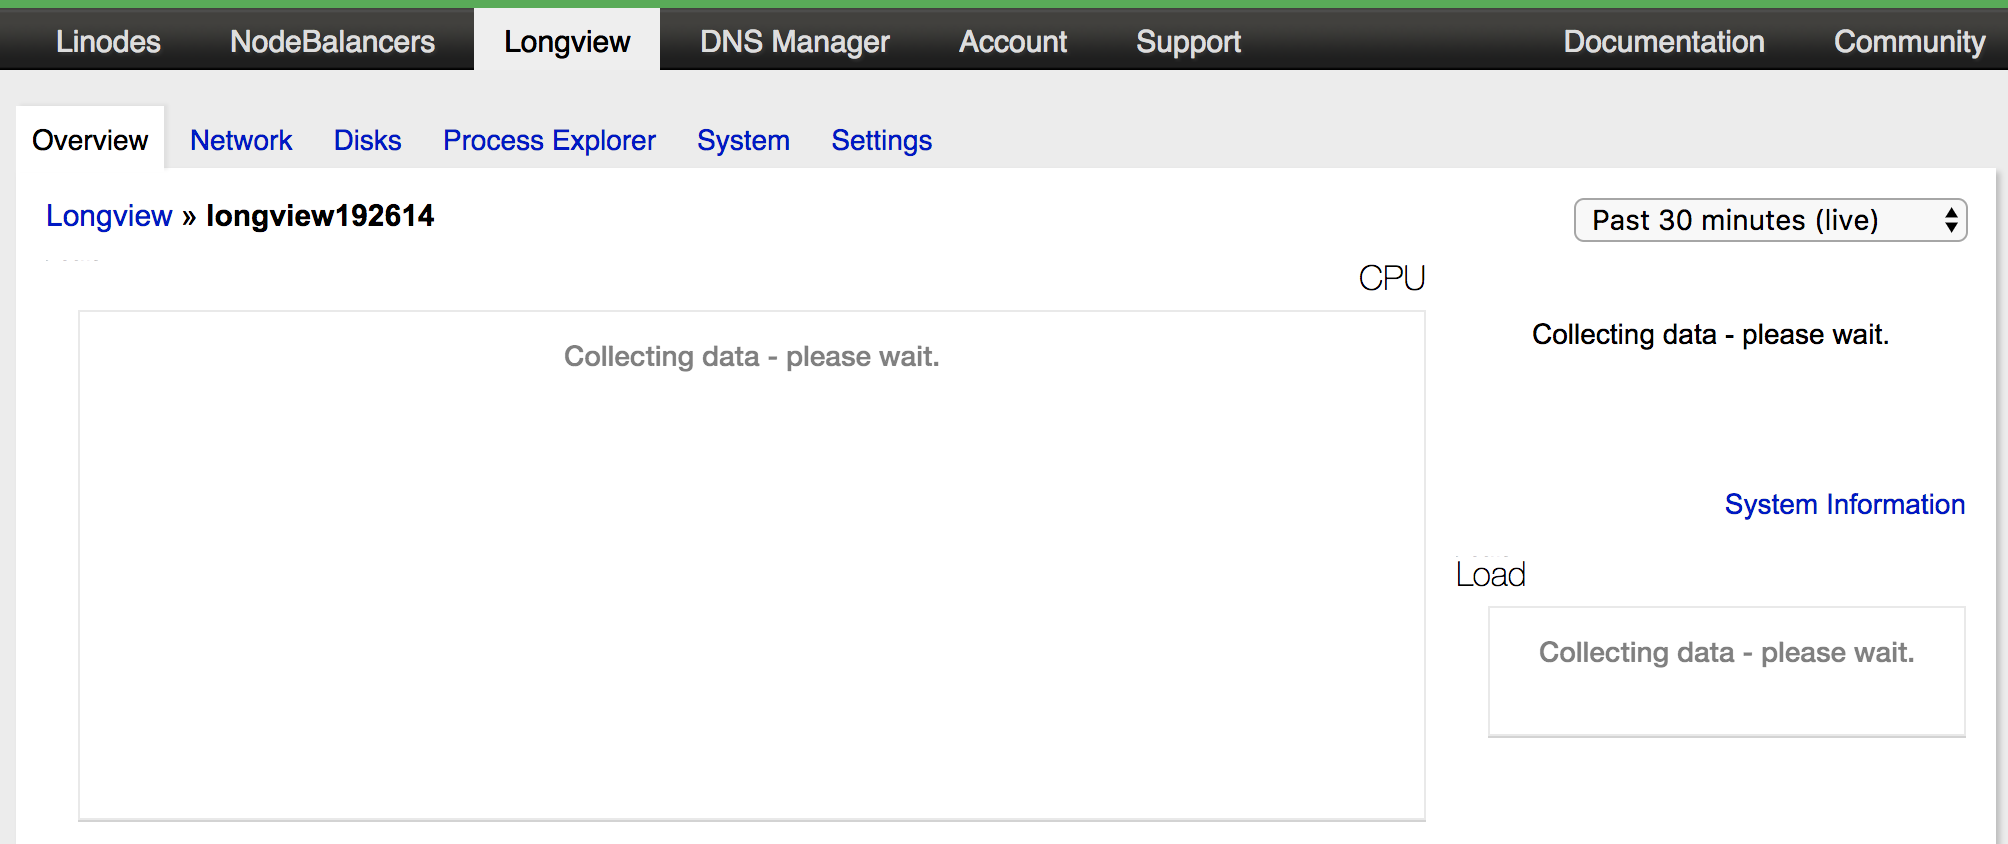 Linodes NodeBalancers Longview DNS Manager Account Support Documentation Community
Overview Network Disks Process Explorer System Settings
Longview » longview192614
Past 30 minutes (live)
CPU
Collecting data - please wait.
Collecting data - please wait.
System Information
Load
Collecting data - please wait.